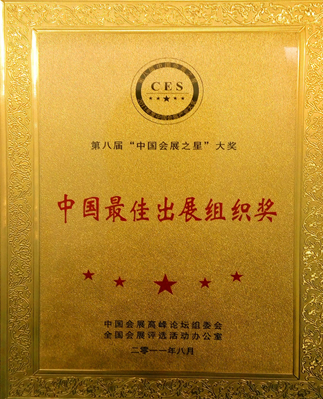 CES
第八届“中国会展之星”大奖
中国最佳出展组织奖
中国会展高峰论坛组委会
全国会展评选活动办公室
二零一一年八月